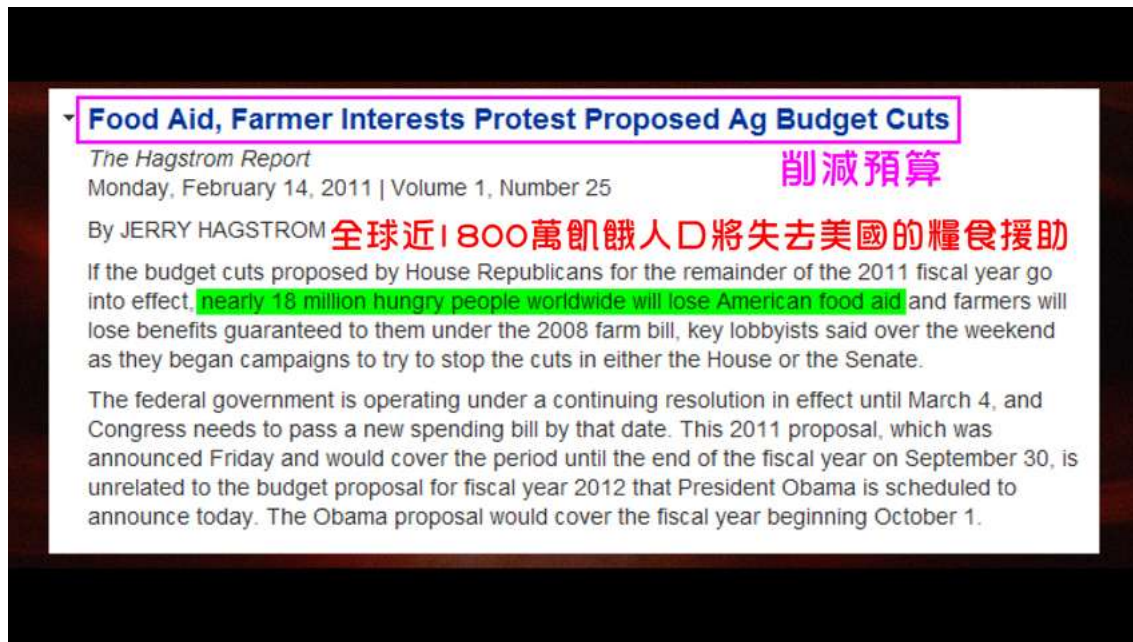 Food Aid, Farmer Interests Protest Proposed Ag Budget Cuts
The Hagstrom Report
削減預算
Monday, February 14, 2011 | Volume 1, Number 25
By JERRY HAGSTROM
全球近1800萬飢餓人口將失去美國的糧食援助
If the budget cuts proposed by House Republicans for the remainder of the 2011 fiscal year go
into effect, nearly 18 million hungry people worldwide will lose American food aid and farmers will
lose benefits guaranteed to them under the 2008 farm bill, key lobbyists said over the weekend
as they began campaigns to try to stop the cuts in either the House or the Senate.
The federal government is operating under a continuing resolution in effect until March 4, and
Congress needs to pass a new spending bill by that date. This 2011 proposal, which was
announced Friday and would cover the period until the end of the fiscal year on September 30, is
unrelated to the budget proposal for fiscal year 2012 that President Obama is scheduled to
announce today. The Obama proposal would cover the fiscal year beginning October 1.